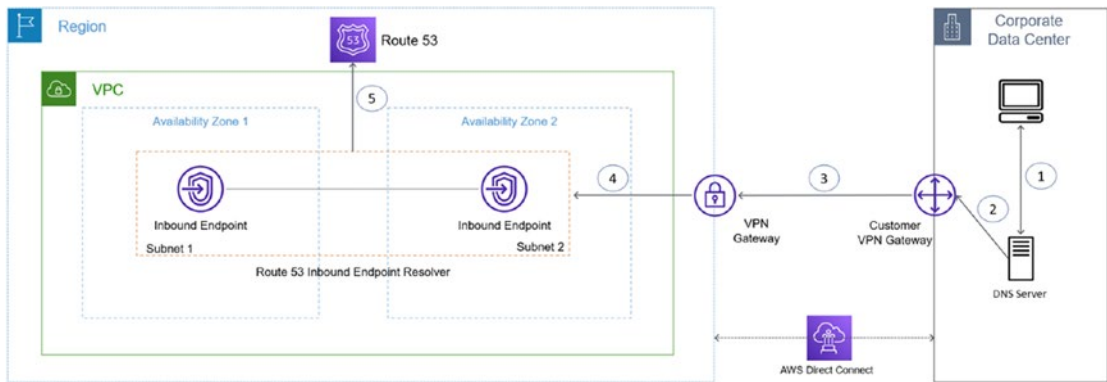 Region
53
Route 53
Corporate
Data Center
VPC
5
Availability Zone 1
Availability Zone 2
1
4
3
2
Inbound Endpoint
Inbound Endpoint
VPN
Gateway
Customer
VPN Gateway
Subnet 1
Subnet 2
Route 53 Inbound Endpoint Resolver
DNS Server
AWS Direct Connect